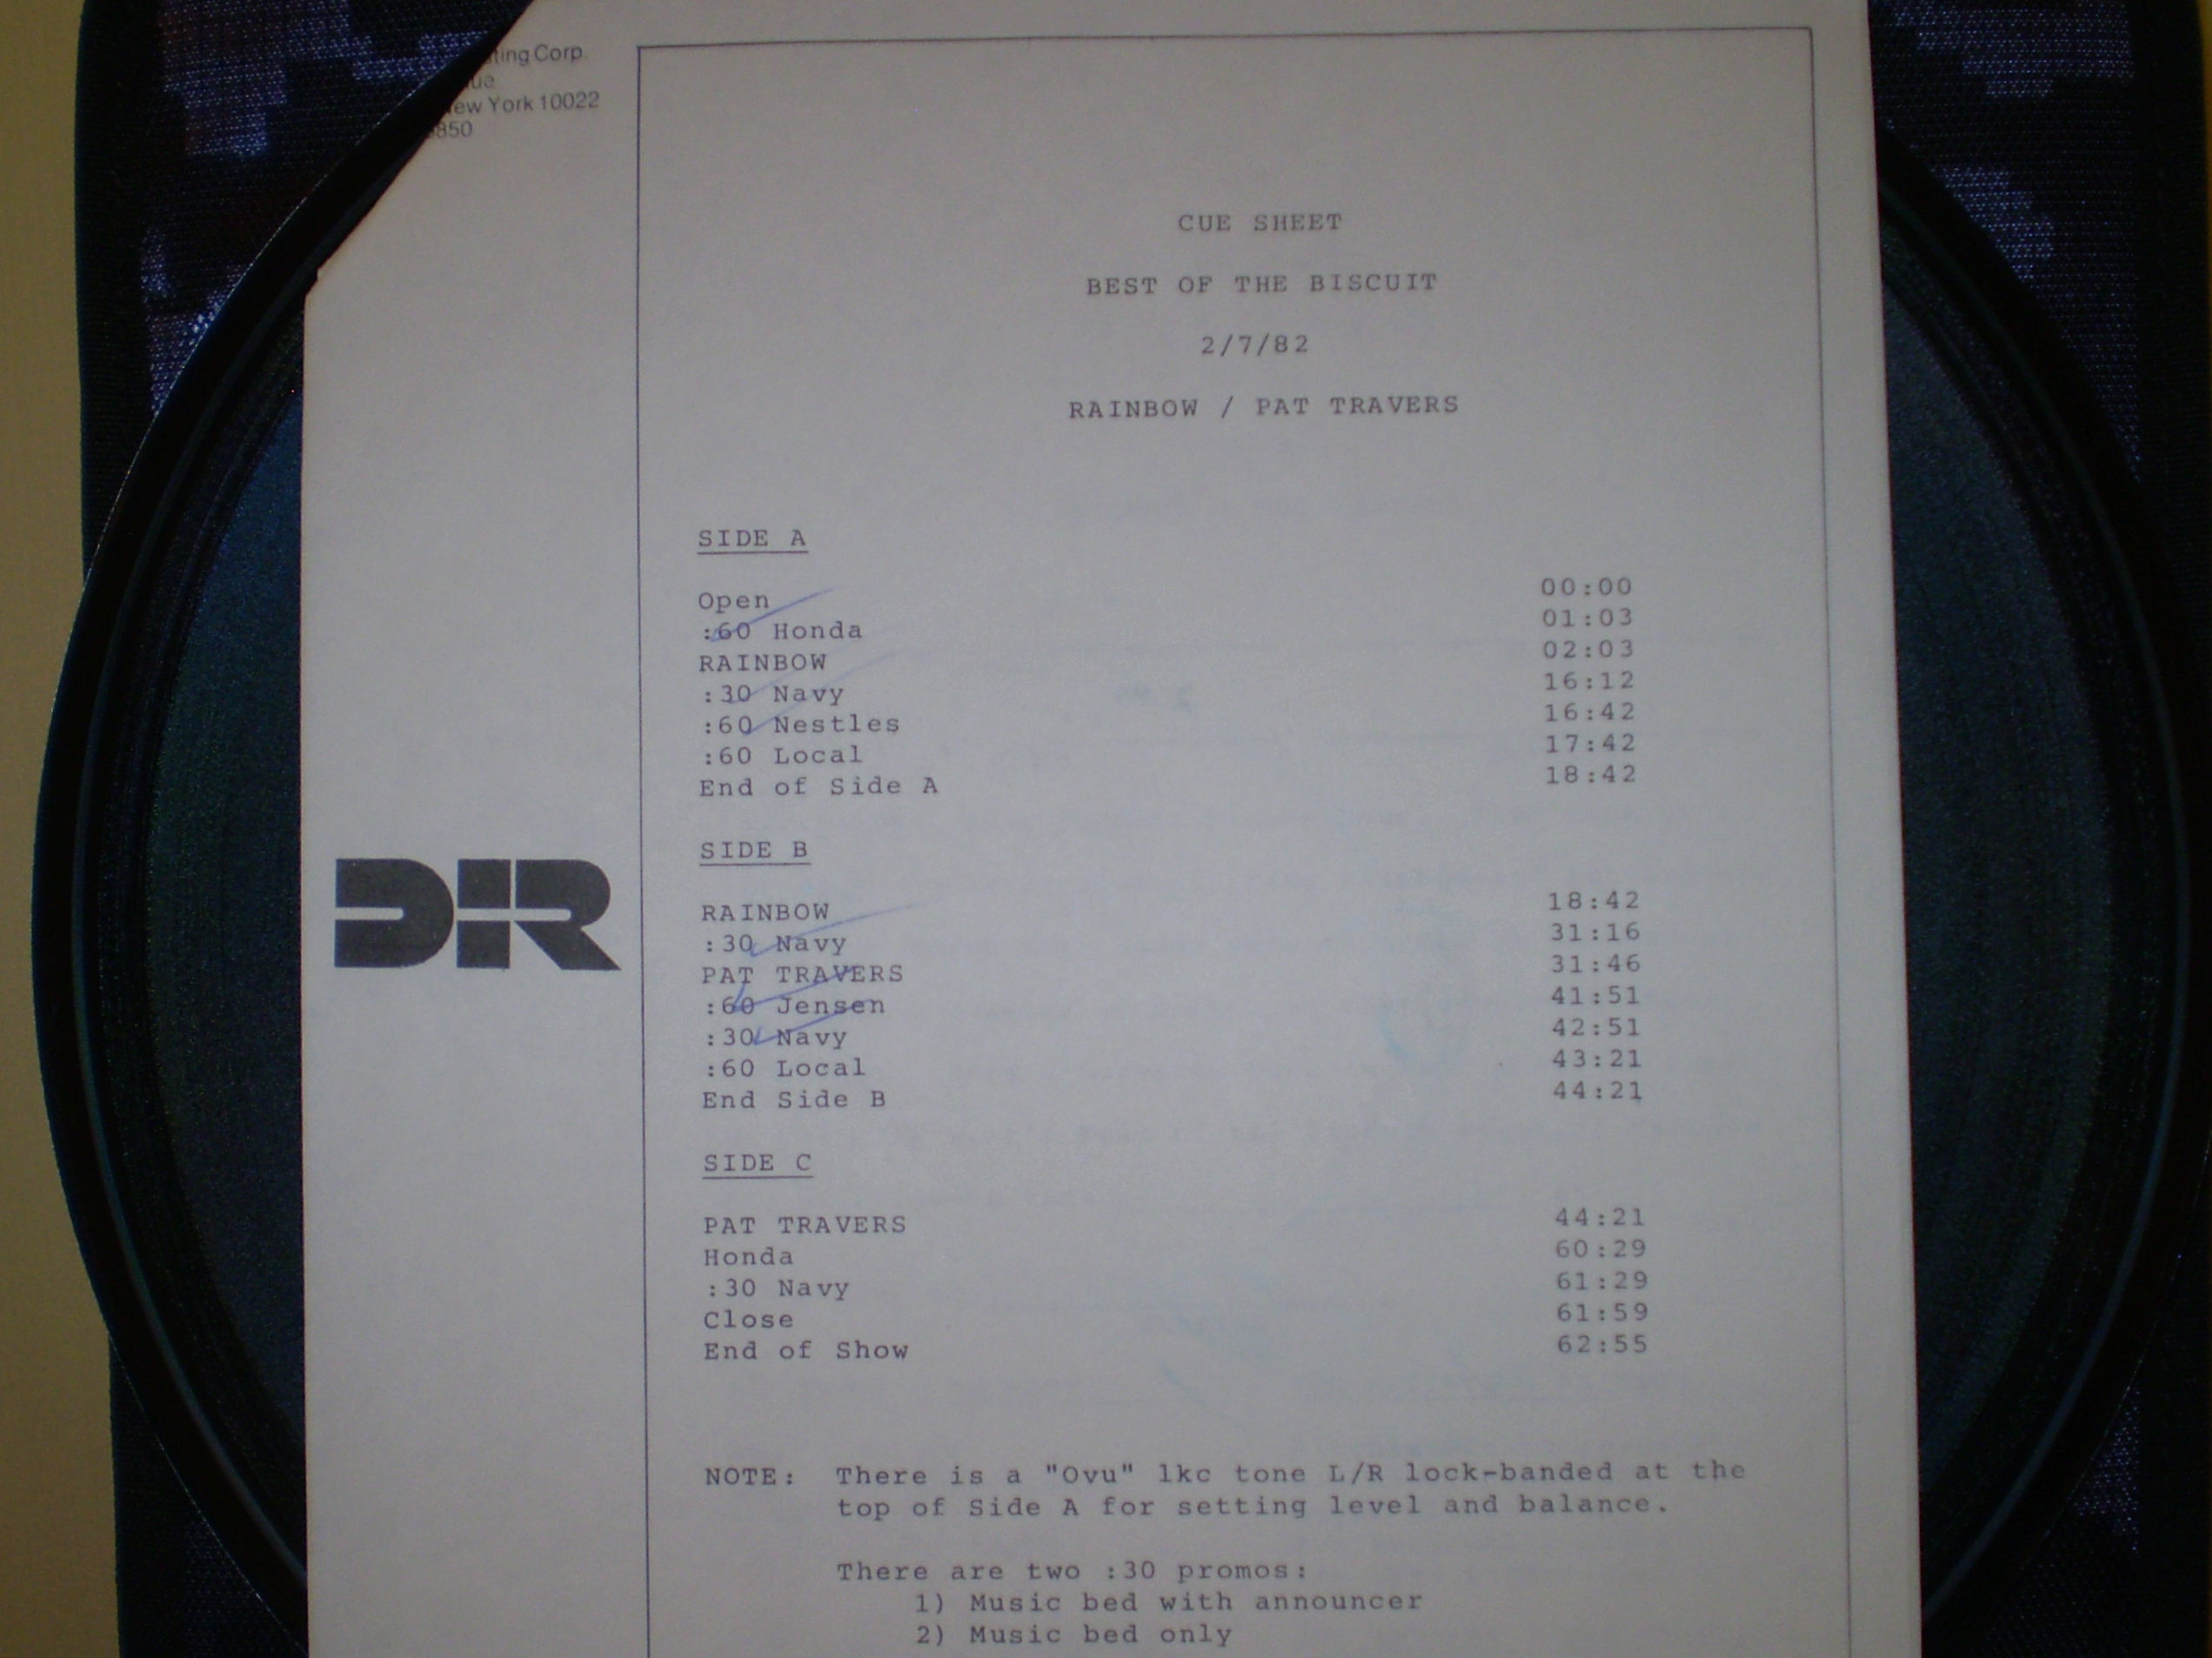 Corp.
New York 10022
CUE SHEET
BEST OF THE BISCUIT
2/7/82
RAINBOW / PAT TRAVERS
SIDE A
Open 00:00
:60 Honda 01:03
RAINBOW 02:03
:30 Navy 16:12
:60 Nestles 16:42
:60 Local 17:42
End of Side A 18:42
SIDE B
RAINBOW 18:42
:30 Navy 31:16
PAT TRAVERS 31:46
:60 Jensen 41:51
:30 Navy 42:51
:60 Local 43:21
End Side B 44:21
DIR
SIDE C
PAT TRAVERS 44:21
Honda 60:29
:30 Navy 61:29
Close 61:59
End of Show 62:55
NOTE: There is a "Ovu" 1kc tone L/R lock-banded at the
top of Side A for setting level and balance.
There are two :30 promos:
1) Music bed with announcer
2) Music bed only